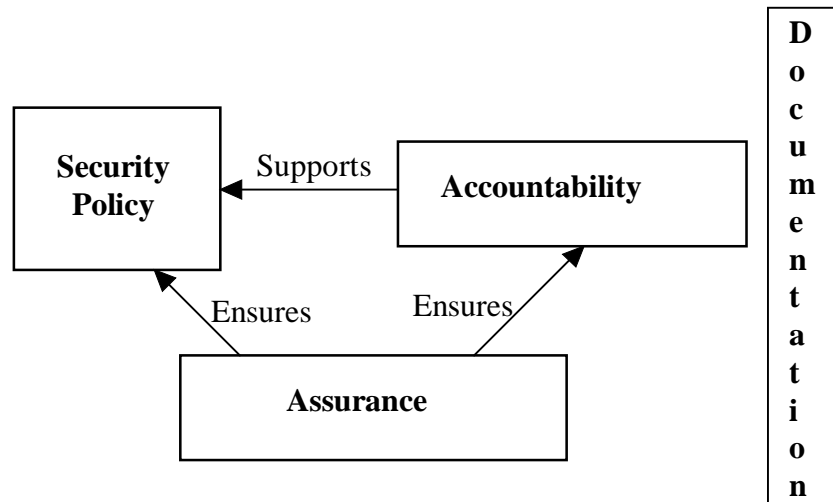 Security
Policy
Supports
Accountability
Ensures
Ensures
Assurance
D
o
c
u
m
e
n
t
a
t
i
o
n